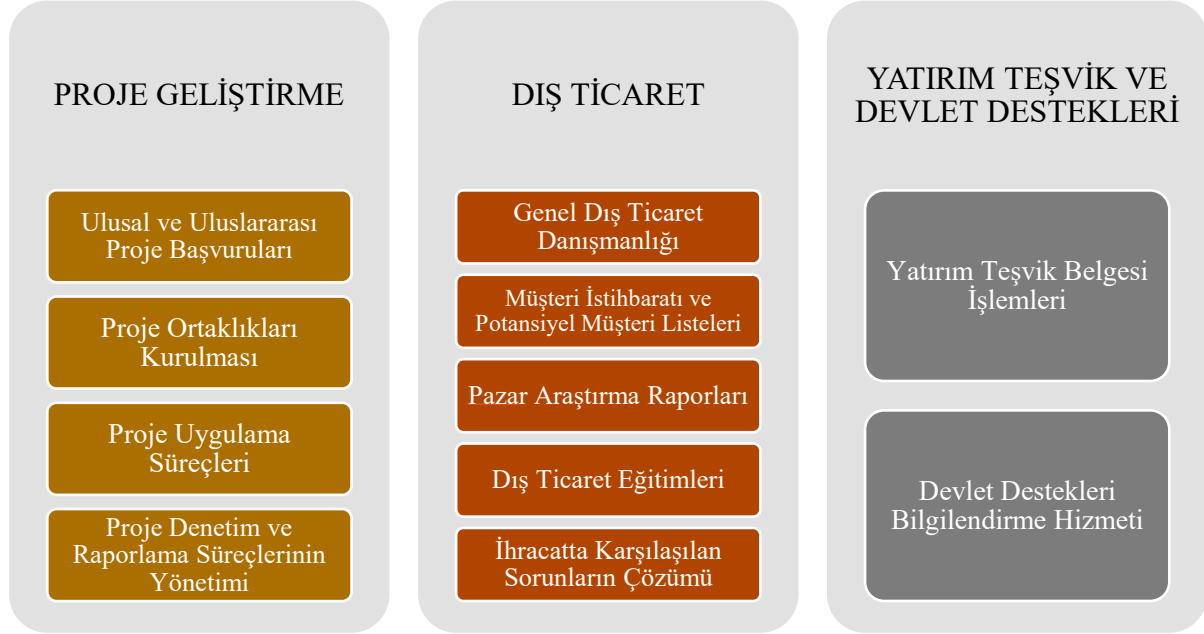 PROJE GELİŞTİRME
Ulusal ve Uluslararası
Proje Başvuruları
Proje Ortaklıkları
Kurulması
Proje Uygulama
Süreçleri
Proje Denetim ve
Raporlama Süreçlerinin
Yönetimi
DIŞ TİCARET
Genel Dış Ticaret
Danışmanlığı
Müşteri İstihbaratı ve
Potansiyel Müşteri Listeleri
Pazar Araştırma Raporları
Dış Ticaret Eğitimleri
İhracatta Karşılaşılan
Sorunların Çözümü
YATIRIM TEŞVİK VE
DEVLET DESTEKLERİ
Yatırım Teşvik Belgesi
İşlemleri
Devlet Destekleri
Bilgilendirme Hizmeti